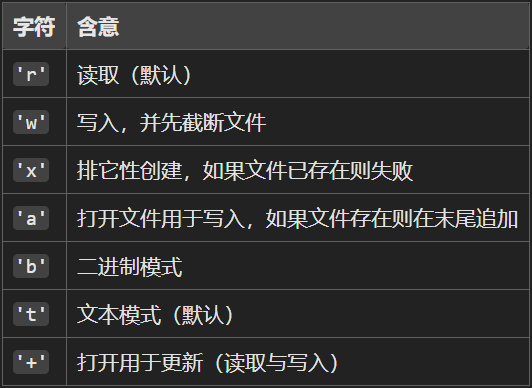 字符 含意
'r' 读取（默认）
'w' 写入，并先截断文件
'x' 排它性创建，如果文件已存在则失败
'a' 打开文件用于写入，如果文件存在则在末尾追加
'b' 二进制模式
't' 文本模式（默认）
'+' 打开用于更新（读取与写入）